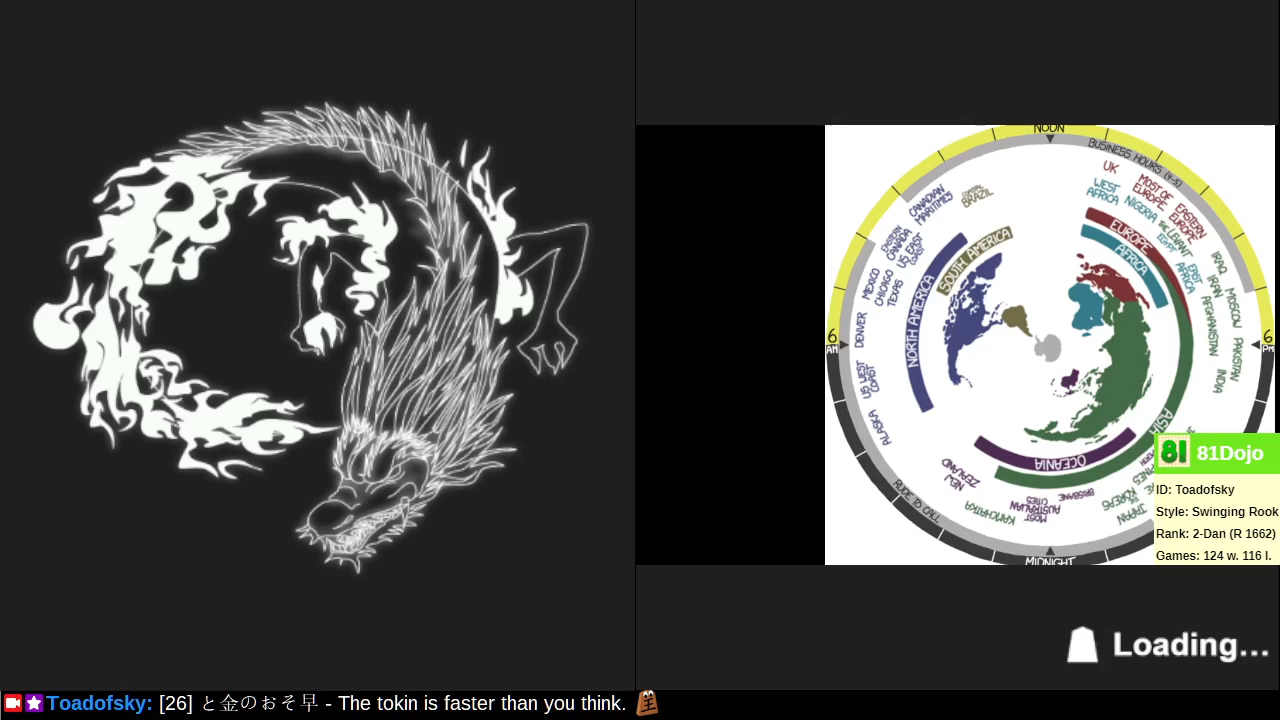 NOON
BUSINESS HOURS (9-5)
UK
WEST
AFRICA
MOST OF
EUROPE
NIGERIA
EASTERN
EUROPE
THE LEVANT
EGYPT
EAST
AFRICA
IRAQ
IRAN
MOSCOW
AFGHANISTAN
PAKISTAN
INDIA
CANADIAN
MARITIMES
BRAZIL
EASTERN
CANADA
US EAST
COAST
MEXICO
CHICAGO
TEXAS
DENVER
US WEST
COAST
ALASKA
NORTH AMERICA
SOUTH AMERICA
EUROPE
AFRICA
ASIA
OCEANIA
6
AM
6
PM
NEW
ZEALAND
KAMCHATKA
MOST
AUSTRALIAN
CITIES
BRISBANE
JAPAN
KOREAS
RUDE TO CALL
MIDNIGHT
81 81Dojo
ID: Toadofsky
Style: Swinging Rook
Rank: 2-Dan (R 1662)
Games: 124 w. 116 l.
Loading...
Toadofsky: [26] と金のおそ早 - The tokin is faster than you think.